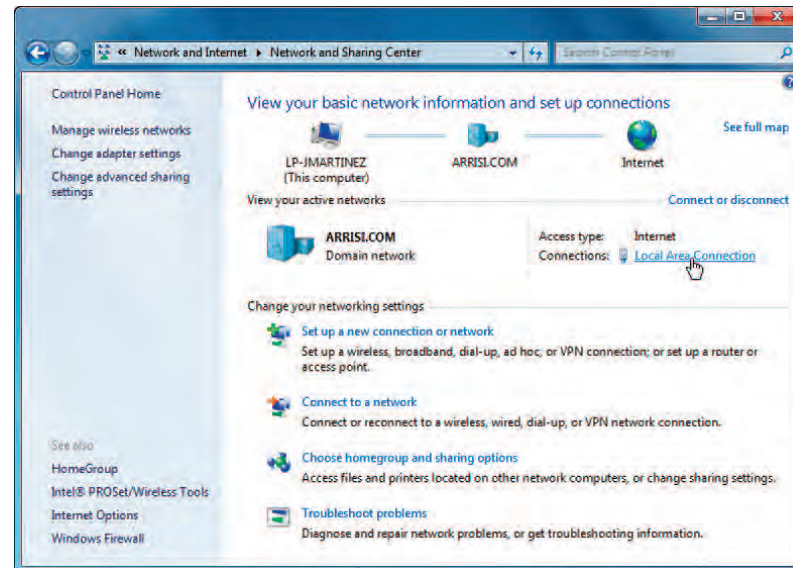 « Network and Internet ▸ Network and Sharing Center
Search Control Panel
Control Panel Home
Manage wireless networks
Change adapter settings
Change advanced sharing
settings
See also
HomeGroup
Intel® PROSet/Wireless Tools
Internet Options
Windows Firewall
View your basic network information and set up connections
See full map
LP-JMARTINEZ
(This computer)
ARRISI.COM
Internet
View your active networks
Connect or disconnect
ARRISI.COM
Domain network
Access type: Internet
Connections: Local Area Connection
Change your networking settings
Set up a new connection or network
Set up a wireless, broadband, dial-up, ad hoc, or VPN connection; or set up a router or
access point.
Connect to a network
Connect or reconnect to a wireless, wired, dial-up, or VPN network connection.
Choose homegroup and sharing options
Access files and printers located on other network computers, or change sharing settings.
Troubleshoot problems
Diagnose and repair network problems, or get troubleshooting information.